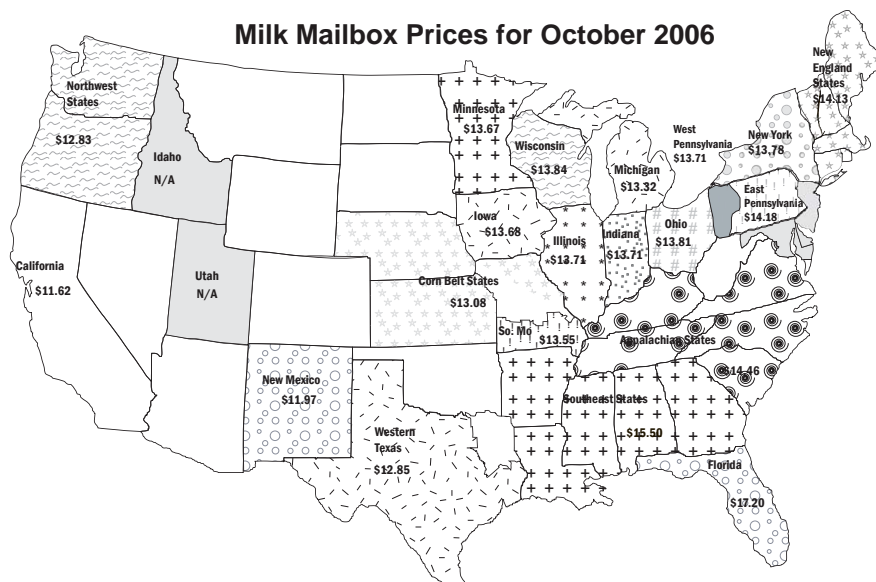 Milk Mailbox Prices for October 2006
New
England
States
$14.13
Northwest
States
$12.83
Minnesota
$13.67
West
Pennsylvania
$13.71
New York
$13.78
Wisconsin
$13.84
Idaho
N/A
Michigan
$13.32
East
Pennsylvania
$14.18
Iowa
$13.68
Ohio
$13.81
Illinois
$13.71
Indiana
$13.71
California
$11.62
Utah
N/A
Corn Belt States
$13.08
So. Mo
$13.55
Appalachian States
$14.46
New Mexico
$11.97
Southeast States
$15.50
Western
Texas
$12.85
Florida
$17.20